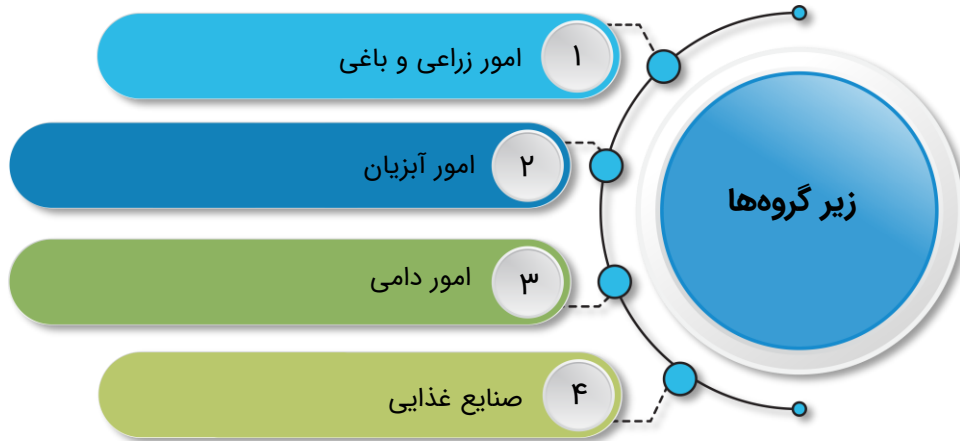 زیر گروه‌ها
۱ امور زراعی و باغی
۲ امور آبزیان
۳ امور دامی
۴ صنایع غذایی